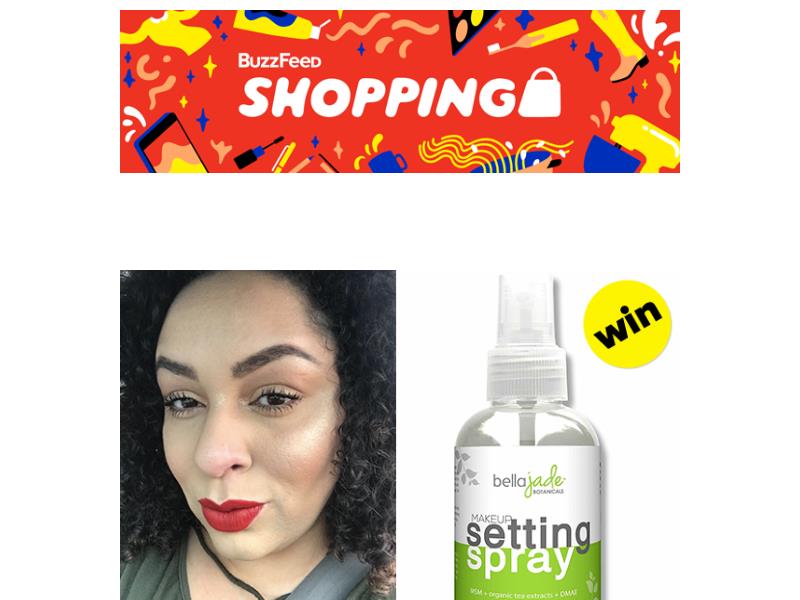 BuzzFeed
SHOPPING
win
bellajade
BOTANICALS
MAKEUP
setting
spray
MSM + organic tea extracts + DMAE